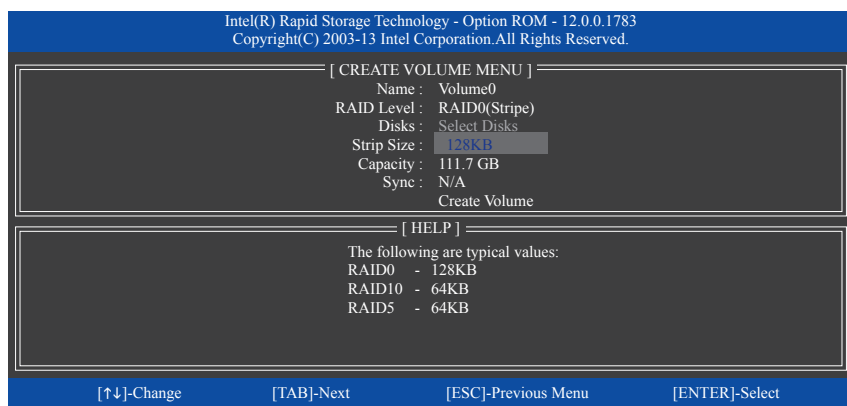 Intel(R) Rapid Storage Technology - Option ROM - 12.0.0.1783
Copyright(C) 2003-13 Intel Corporation.All Rights Reserved.
[ CREATE VOLUME MENU ]
Name : Volume0
RAID Level : RAID0(Stripe)
Disks : Select Disks
Strip Size : 128KB
Capacity : 111.7 GB
Sync : N/A
Create Volume
[ HELP ]
The following are typical values:
RAID0 - 128KB
RAID10 - 64KB
RAID5 - 64KB
[↑↓]-Change [TAB]-Next [ESC]-Previous Menu [ENTER]-Select